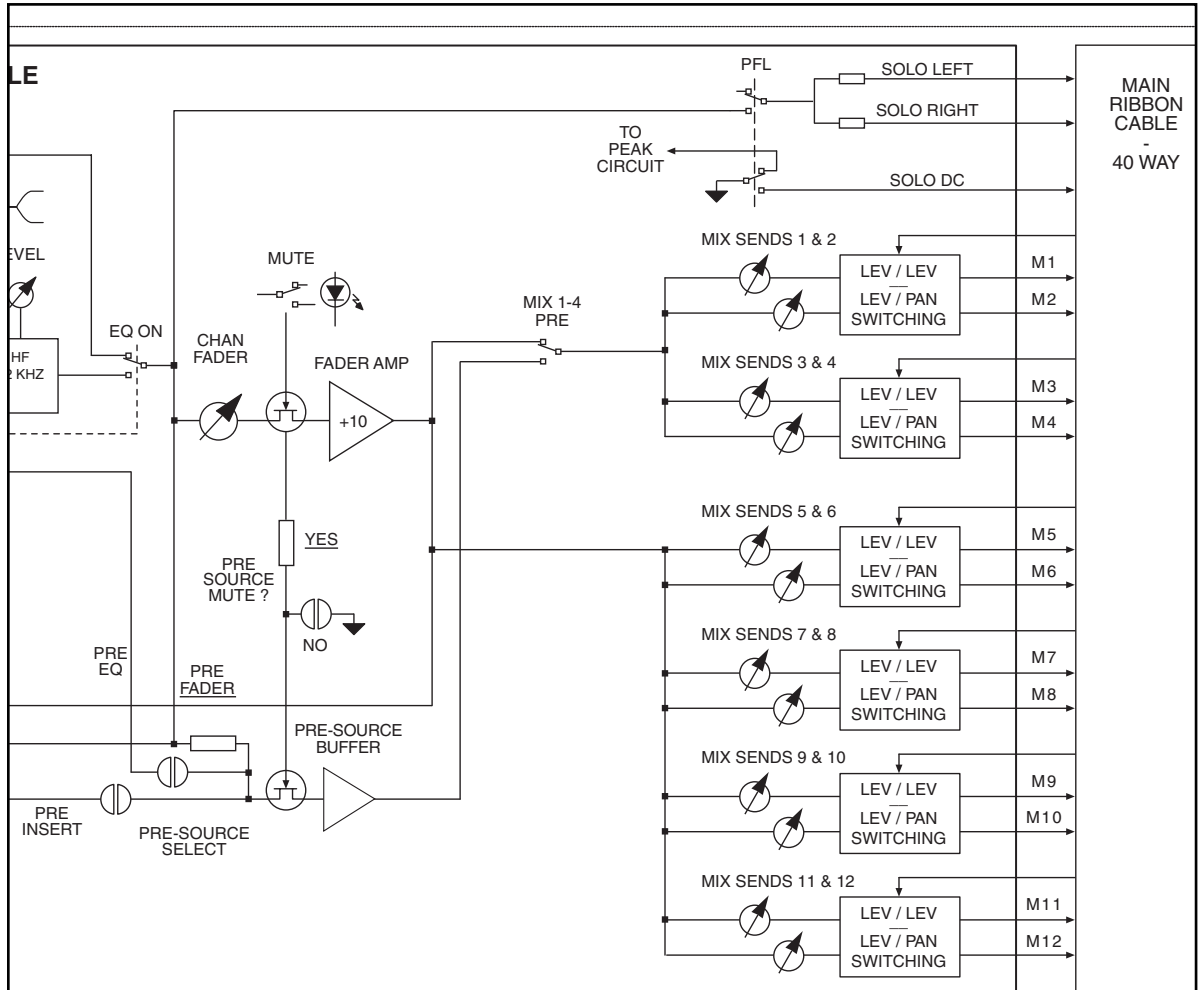 LE
PFL
SOLO LEFT
SOLO RIGHT
MAIN
RIBBON
CABLE
-
40 WAY
TO
PEAK
CIRCUIT
SOLO DC
EVEL
HF
2 KHZ
EQ ON
MUTE
CHAN
FADER
FADER AMP
+10
MIX 1-4
PRE
MIX SENDS 1 & 2
LEV / LEV
LEV / PAN
SWITCHING
M1
M2
MIX SENDS 3 & 4
LEV / LEV
LEV / PAN
SWITCHING
M3
M4
YES
PRE
SOURCE
MUTE ?
NO
MIX SENDS 5 & 6
LEV / LEV
LEV / PAN
SWITCHING
M5
M6
PRE
EQ
PRE
FADER
MIX SENDS 7 & 8
LEV / LEV
LEV / PAN
SWITCHING
M7
M8
PRE-SOURCE
BUFFER
PRE
INSERT
PRE-SOURCE
SELECT
MIX SENDS 9 & 10
LEV / LEV
LEV / PAN
SWITCHING
M9
M10
MIX SENDS 11 & 12
LEV / LEV
LEV / PAN
SWITCHING
M11
M12